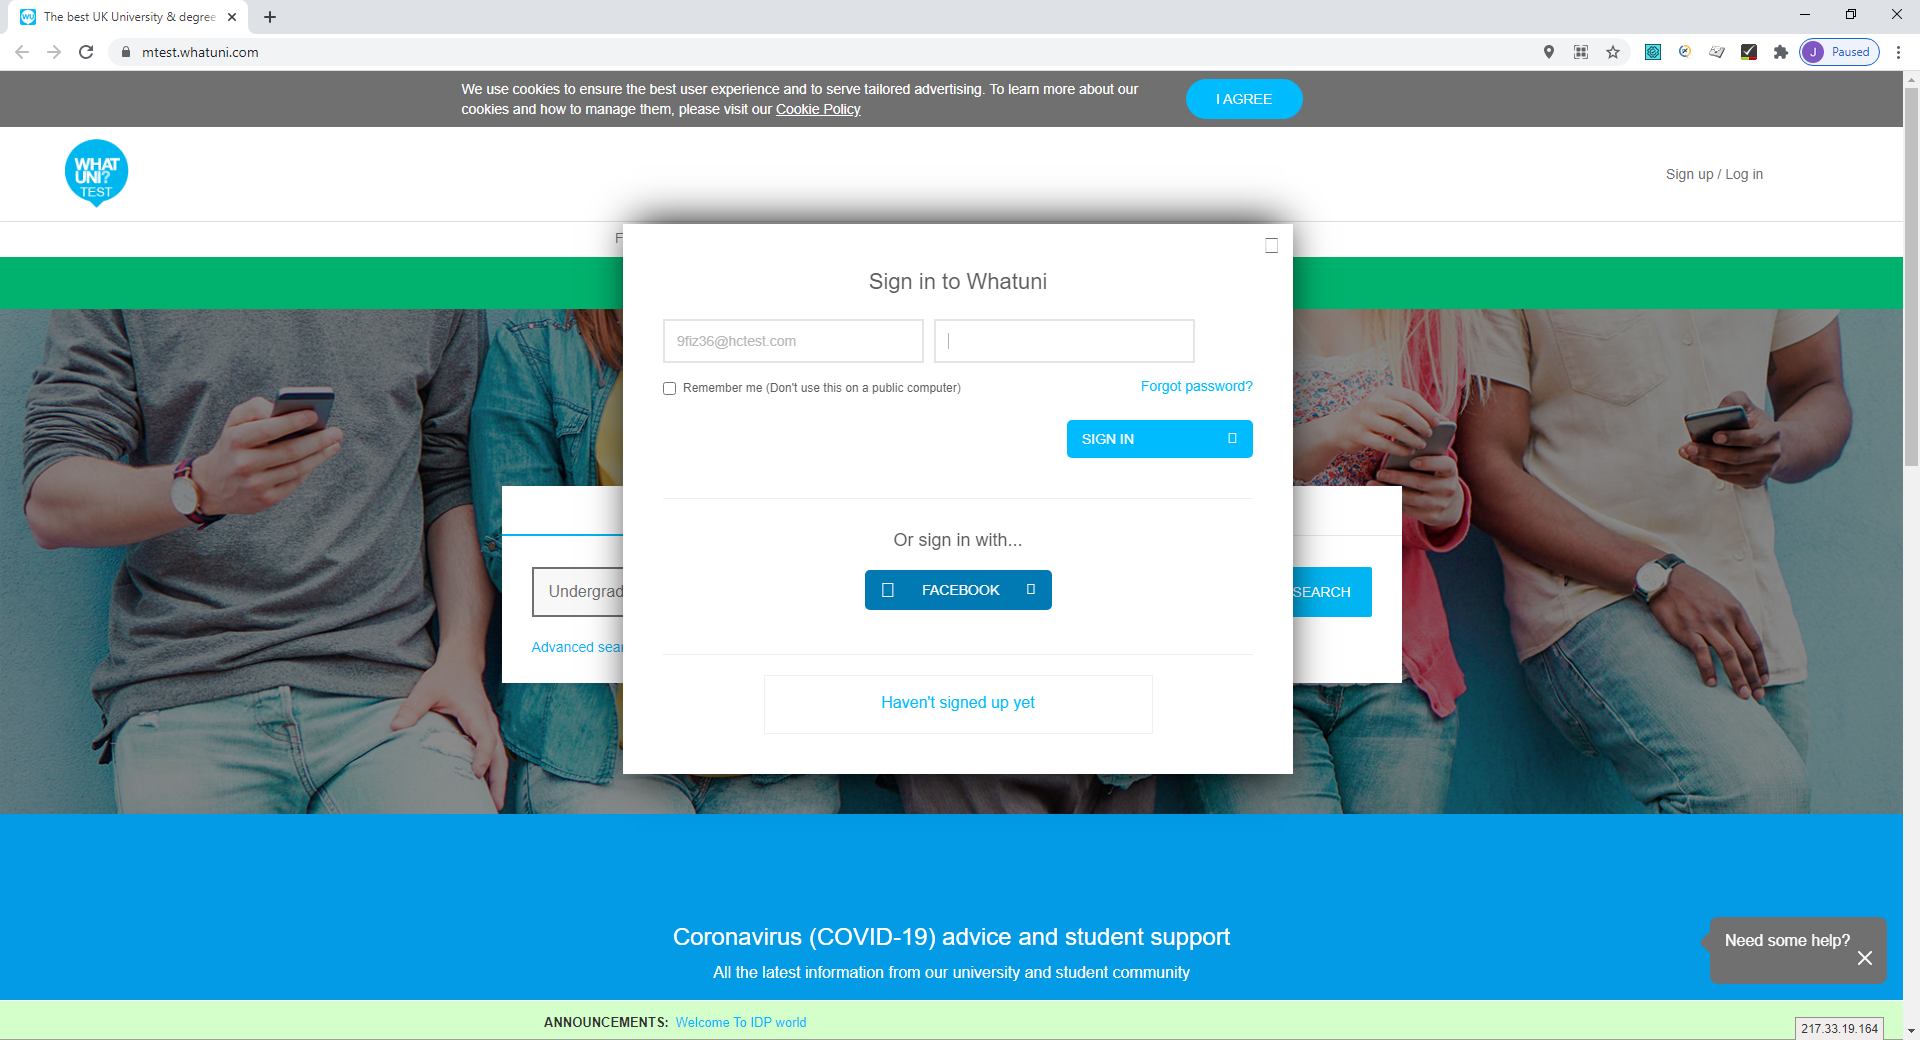 The best UK University & degree
mtest.whatuni.com
J Paused
We use cookies to ensure the best user experience and to serve tailored advertising. To learn more about our
cookies and how to manage them, please visit our Cookie Policy
I AGREE
WHAT
UNI?
TEST
Sign up / Log in
F
Sign in to Whatuni
9fiz36@hctest.com
Remember me (Don't use this on a public computer)
Forgot password?
SIGN IN
Or sign in with...
FACEBOOK
Undergrad
SEARCH
Advanced sear
Haven't signed up yet
Coronavirus (COVID-19) advice and student support
All the latest information from our university and student community
Need some help?
ANNOUNCEMENTS: Welcome To IDP world
217.33.19.164